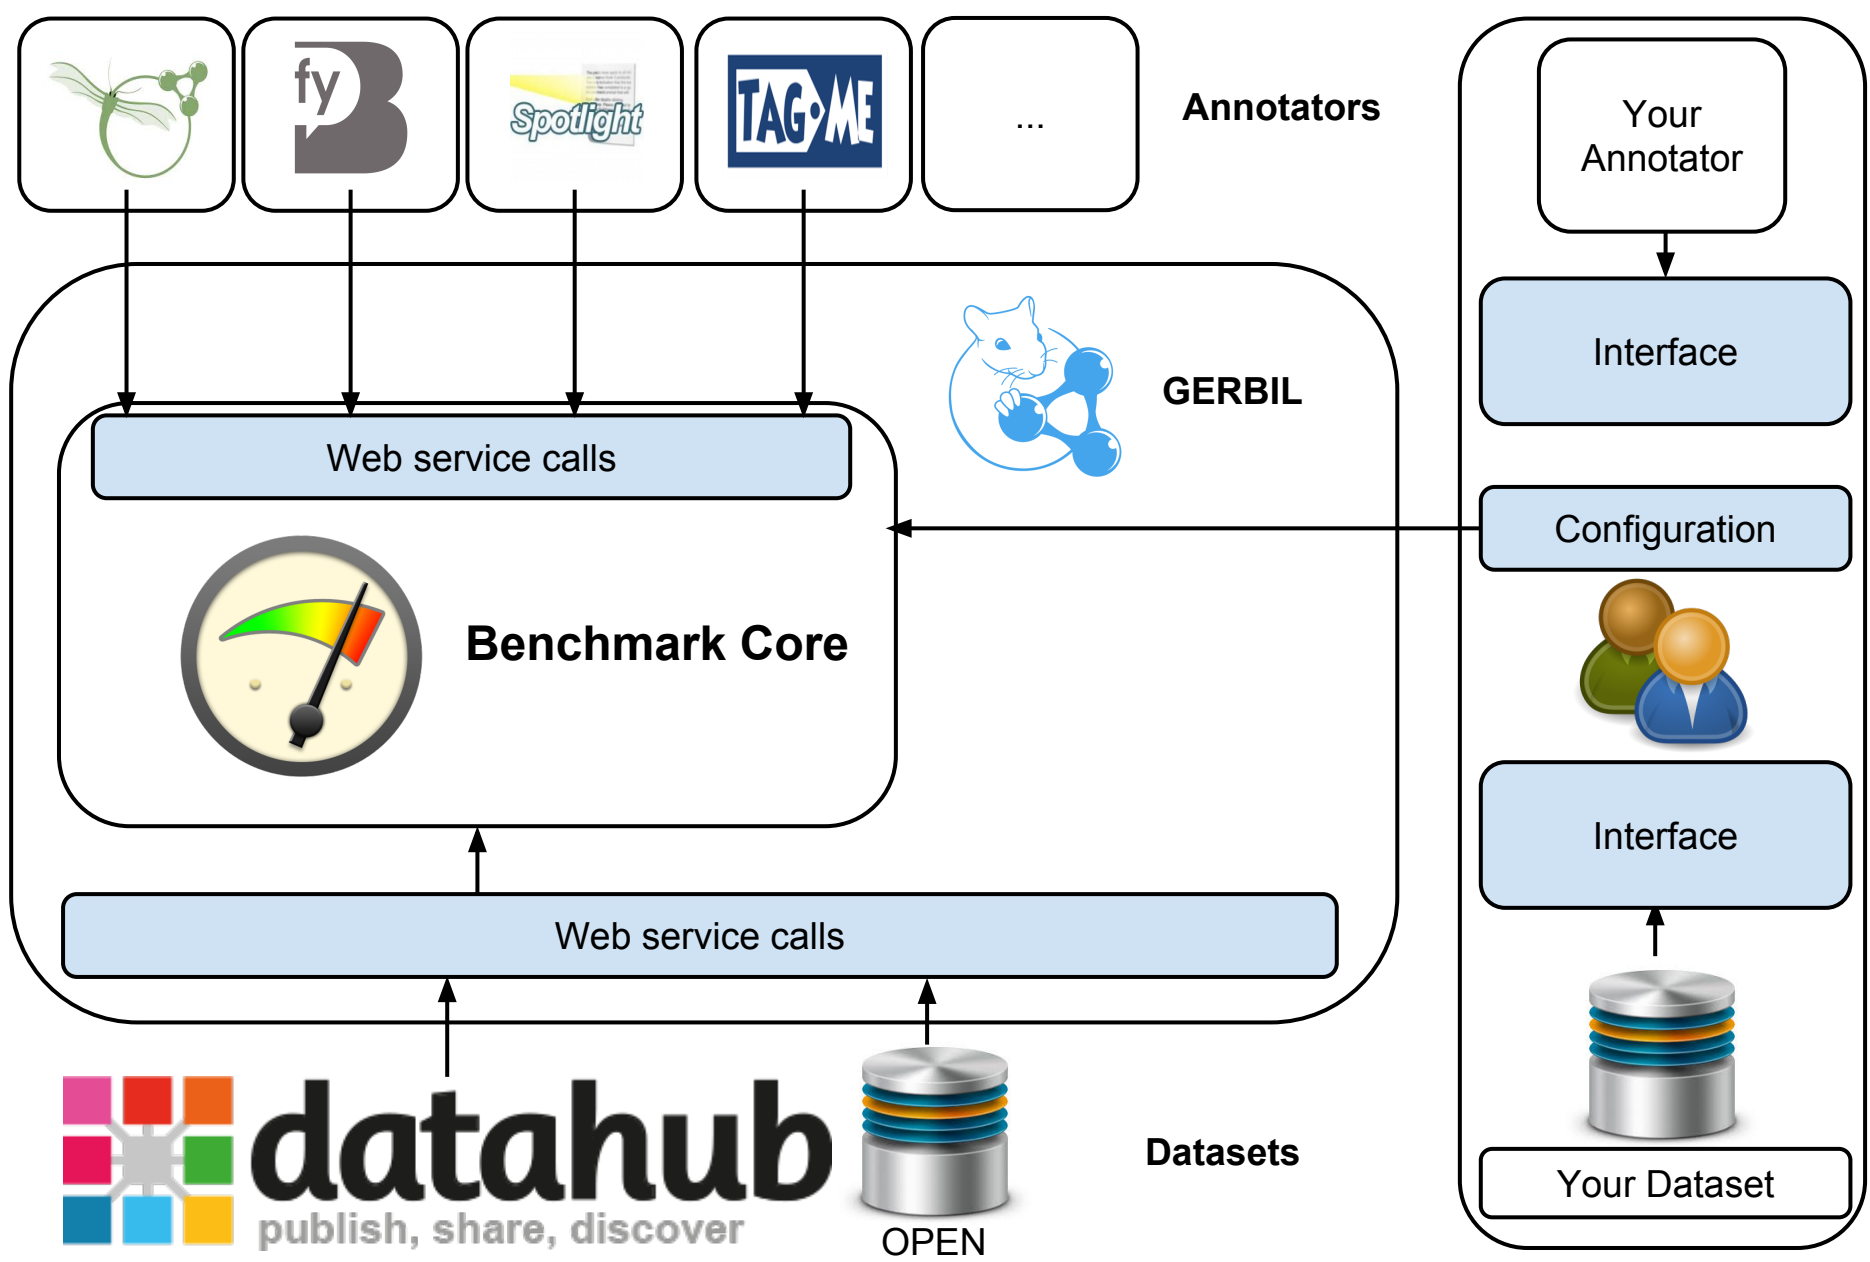 fy
Spotlight
TAG·ME
...
Annotators
Your
Annotator
Interface
GERBIL
Web service calls
Configuration
Benchmark Core
Interface
Web service calls
datahub
publish, share, discover
OPEN
Datasets
Your Dataset